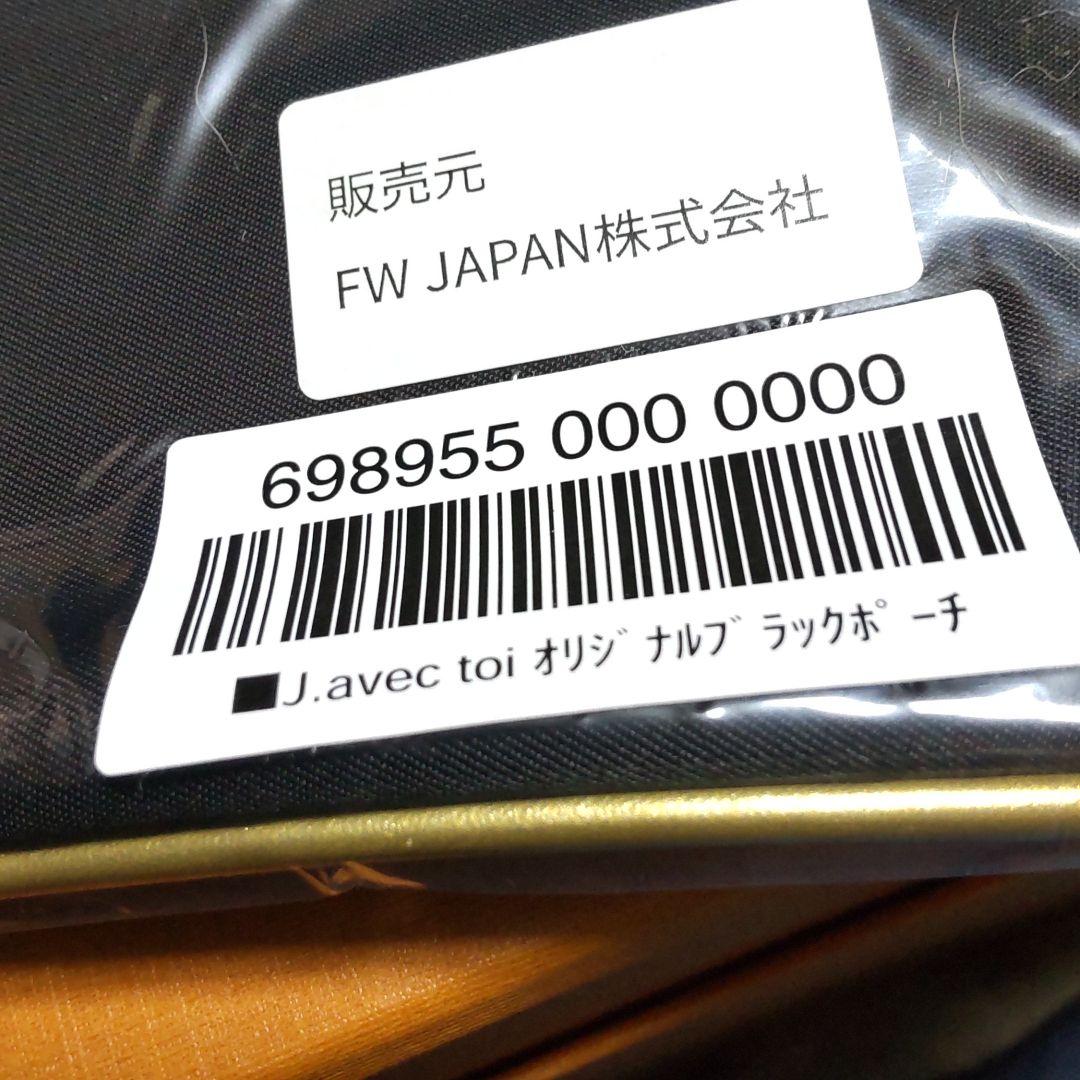 販売元
FW JAPAN株式会社
698955 000 0000
■J.avec toi ｵﾘｼﾞﾅﾙﾌﾞﾗｯｸﾎﾟｰﾁ